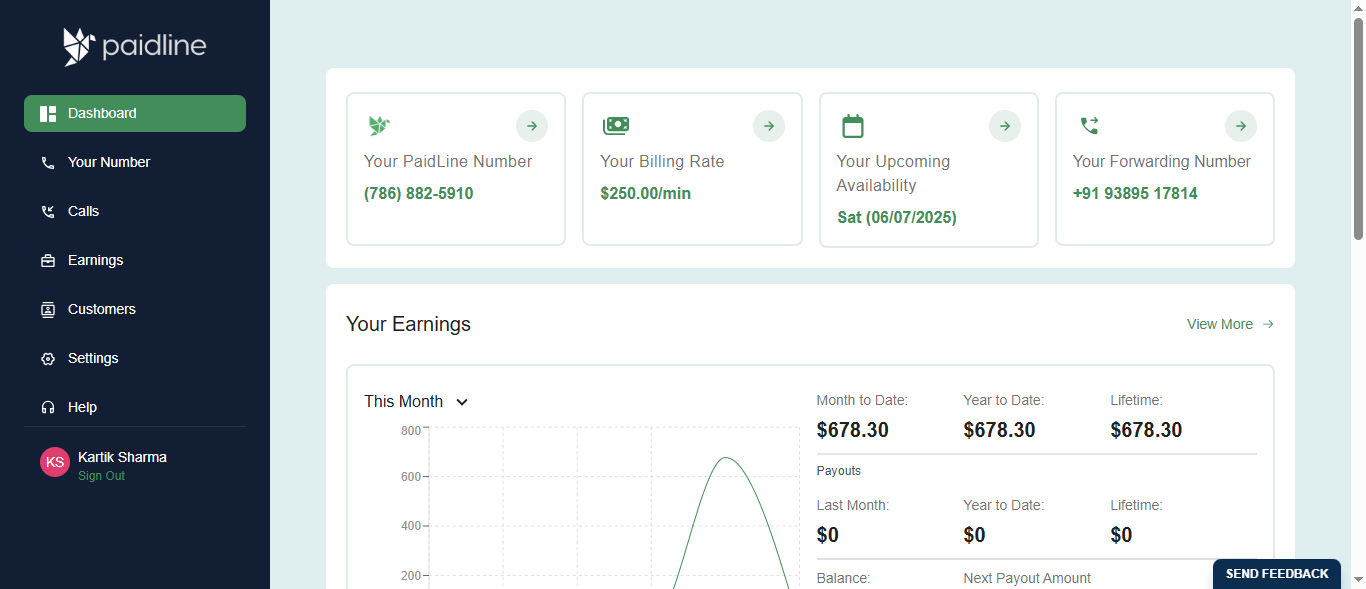 paidline
Dashboard
Your Number
Calls
Earnings
Customers
Settings
Help
KS
Kartik Sharma
Sign Out
Your PaidLine Number
(786) 882-5910
Your Billing Rate
$250.00/min
Your Upcoming
Availability
Sat (06/07/2025)
Your Forwarding Number
+91 93895 17814
Your Earnings
View More
This Month
800
600
400
200
Month to Date:
Year to Date:
Lifetime:
$678.30
$678.30
$678.30
Payouts
Last Month:
Year to Date:
Lifetime:
$0
$0
$0
Balance:
Next Payout Amount
SEND FEEDBACK